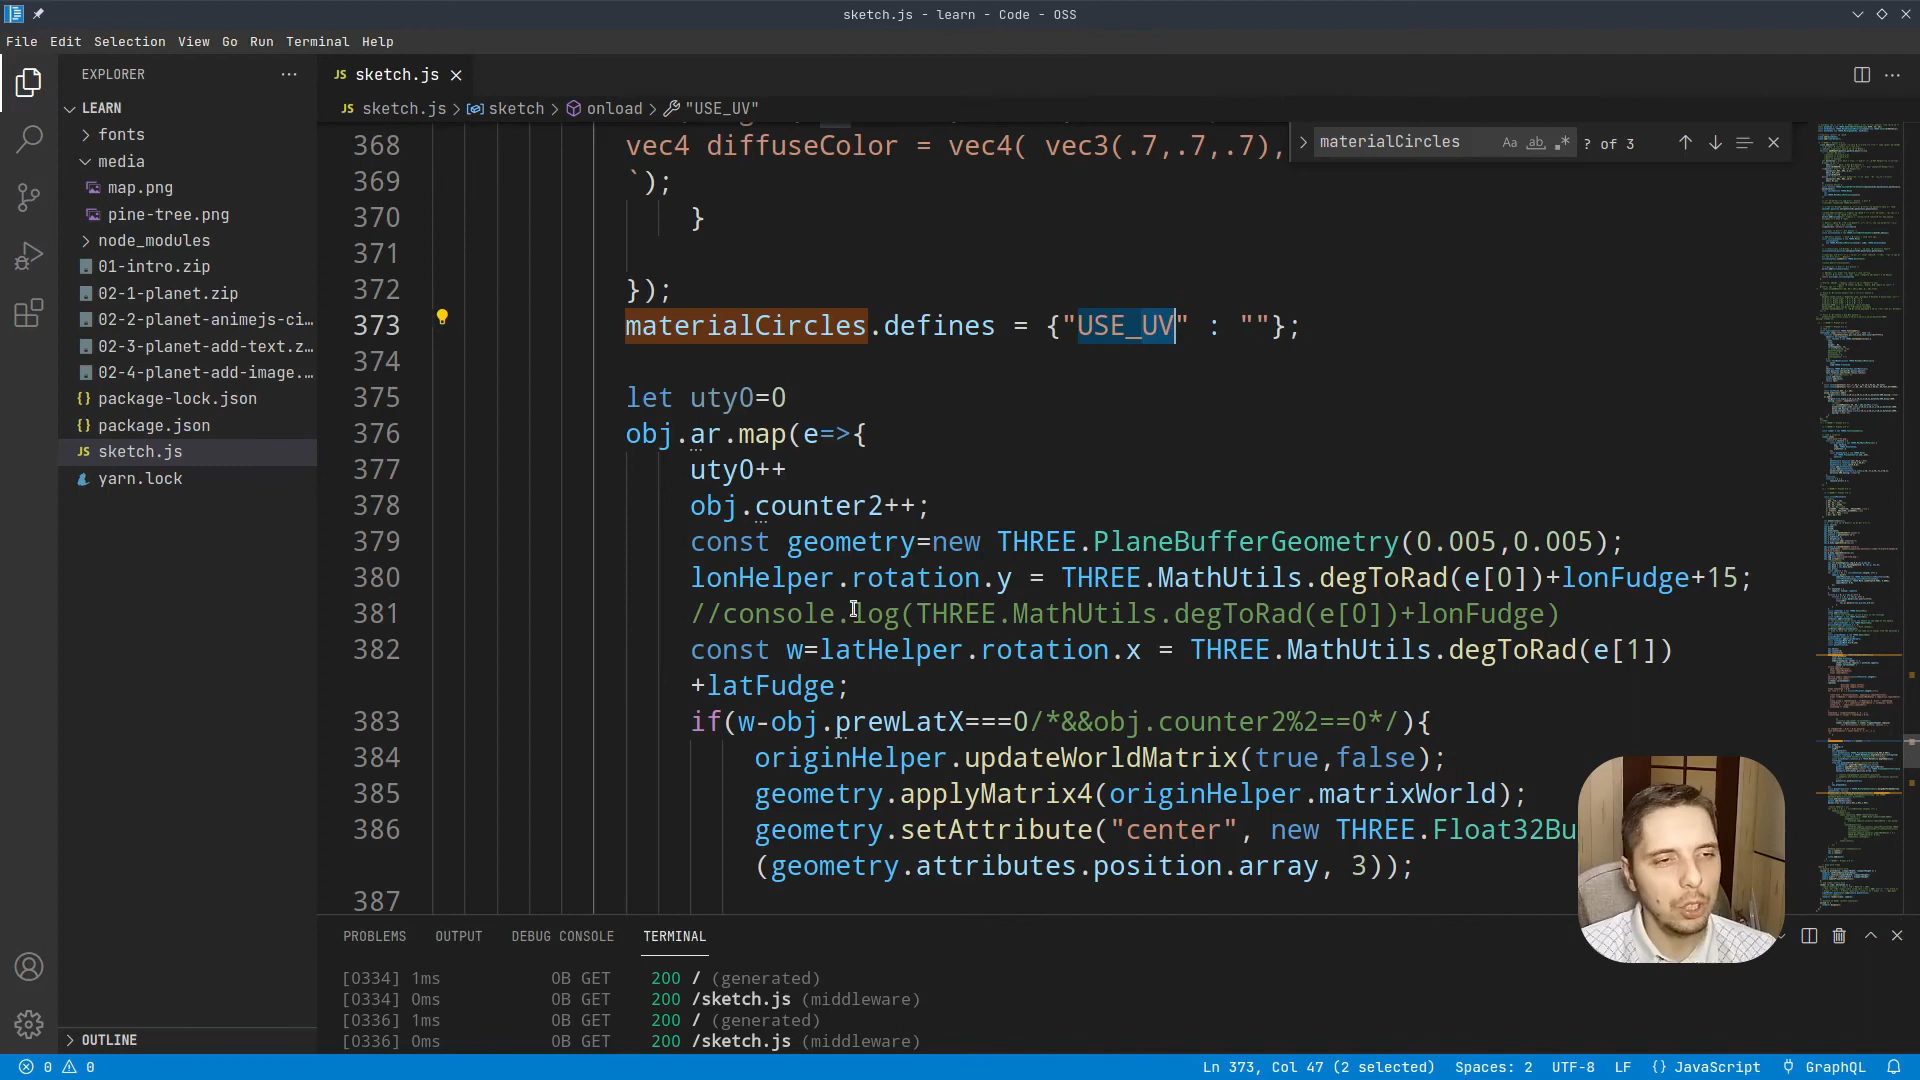 sketch.js - learn - Code - OSS
File Edit Selection View Go Run Terminal Help
EXPLORER
LEARN
fonts
media
map.png
pine-tree.png
node_modules
01-intro.zip
02-1-planet.zip
02-2-planet-animejs-ci…
02-3-planet-add-text.z…
02-4-planet-add-image.…
package-lock.json
package.json
JS sketch.js
yarn.lock
OUTLINE
JS sketch.js
JS sketch.js > sketch > onload > "USE_UV"
materialCircles Aa ab ? of 3
368 vec4 diffuseColor = vec4( vec3(.7,.7,.7),
369 `);
370 }
371
372 });
373 materialCircles.defines = {"USE_UV" : ""};
374
375 let uty0=0
376 obj.ar.map(e=>{
377 uty0++
378 obj.counter2++;
379 const geometry=new THREE.PlaneBufferGeometry(0.005,0.005);
380 lonHelper.rotation.y = THREE.MathUtils.degToRad(e[0])+lonFudge+15;
381 //console.log(THREE.MathUtils.degToRad(e[0])+lonFudge)
382 const w=latHelper.rotation.x = THREE.MathUtils.degToRad(e[1])
+latFudge;
383 if(w-obj.prewLatX===0/*&&obj.counter2%2==0*/){
384 originHelper.updateWorldMatrix(true,false);
385 geometry.applyMatrix4(originHelper.matrixWorld);
386 geometry.setAttribute("center", new THREE.Float32Bu
(geometry.attributes.position.array, 3));
387
PROBLEMS OUTPUT DEBUG CONSOLE TERMINAL
[0334] 1ms 0B GET 200 / (generated)
[0334] 0ms 0B GET 200 /sketch.js (middleware)
[0336] 1ms 0B GET 200 / (generated)
[0336] 0ms 0B GET 200 /sketch.js (middleware)
0 0 Ln 373, Col 47 (2 selected) Spaces: 2 UTF-8 LF {} JavaScript GraphQL